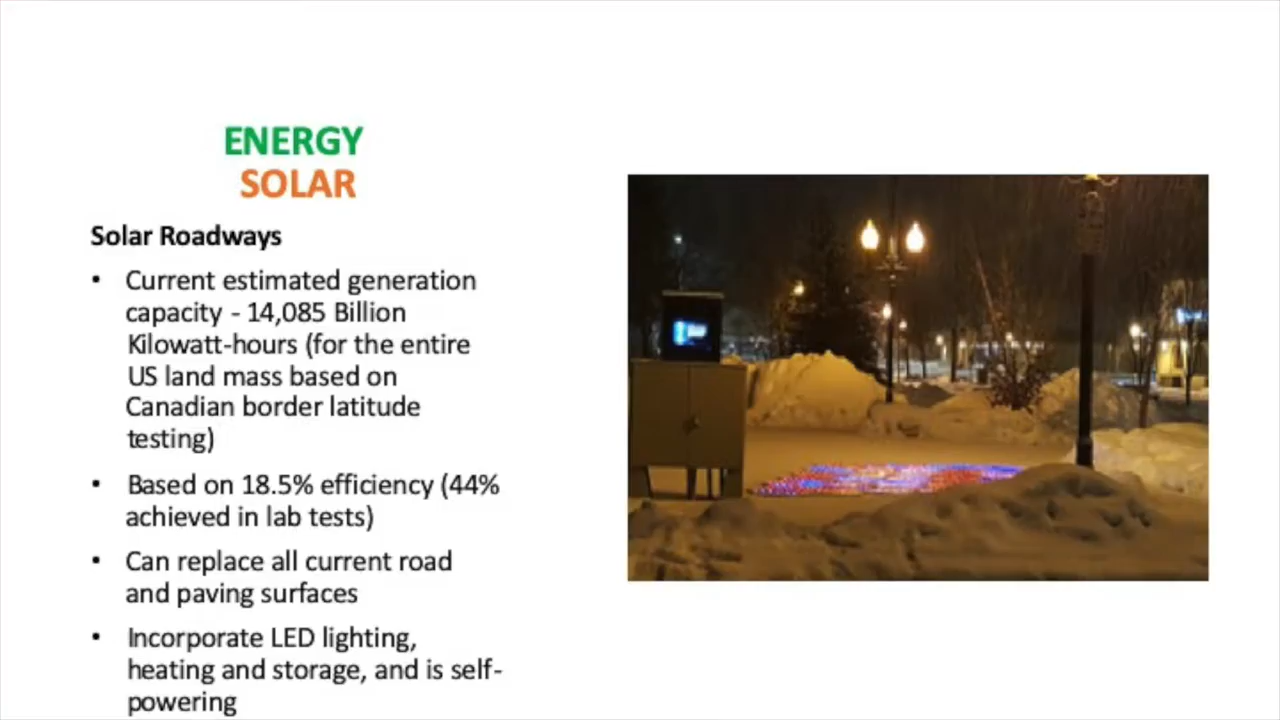 ENERGY
SOLAR
Solar Roadways
• Current estimated generation
capacity - 14,085 Billion
Kilowatt-hours (for the entire
US land mass based on
Canadian border latitude
testing)
• Based on 18.5% efficiency (44%
achieved in lab tests)
• Can replace all current road
and paving surfaces
• Incorporate LED lighting,
heating and storage, and is self-
powering